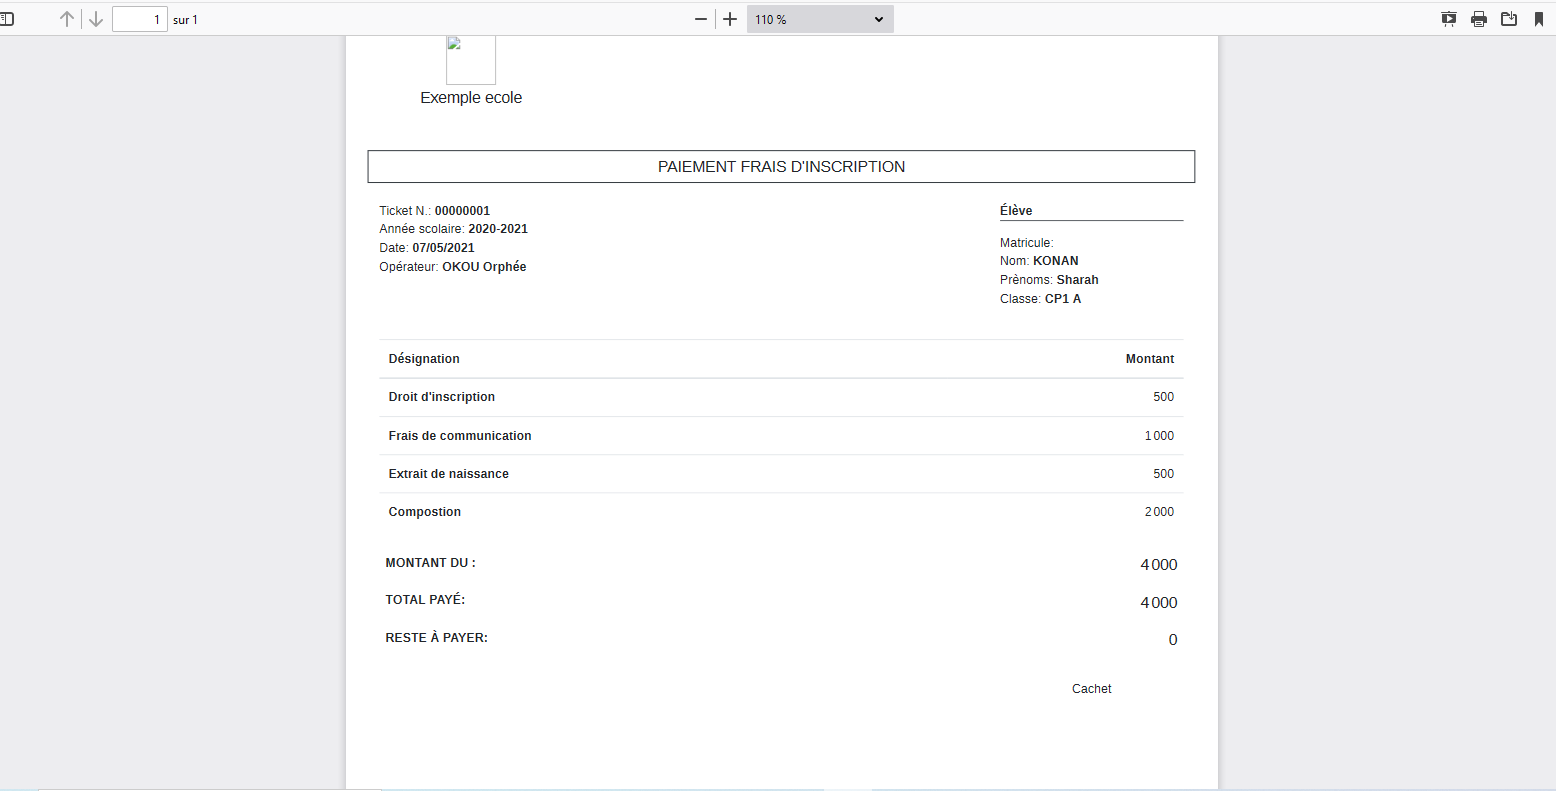 1 sur 1
110 %
Exemple ecole
PAIEMENT FRAIS D'INSCRIPTION
Ticket N.: 00000001
Année scolaire: 2020-2021
Date: 07/05/2021
Opérateur: OKOU Orphée
Élève
Matricule:
Nom: KONAN
Prènoms: Sharah
Classe: CP1 A
Désignation Montant
Droit d'inscription 500
Frais de communication 1 000
Extrait de naissance 500
Compostion 2 000
MONTANT DU : 4 000
TOTAL PAYÉ: 4 000
RESTE À PAYER: 0
Cachet